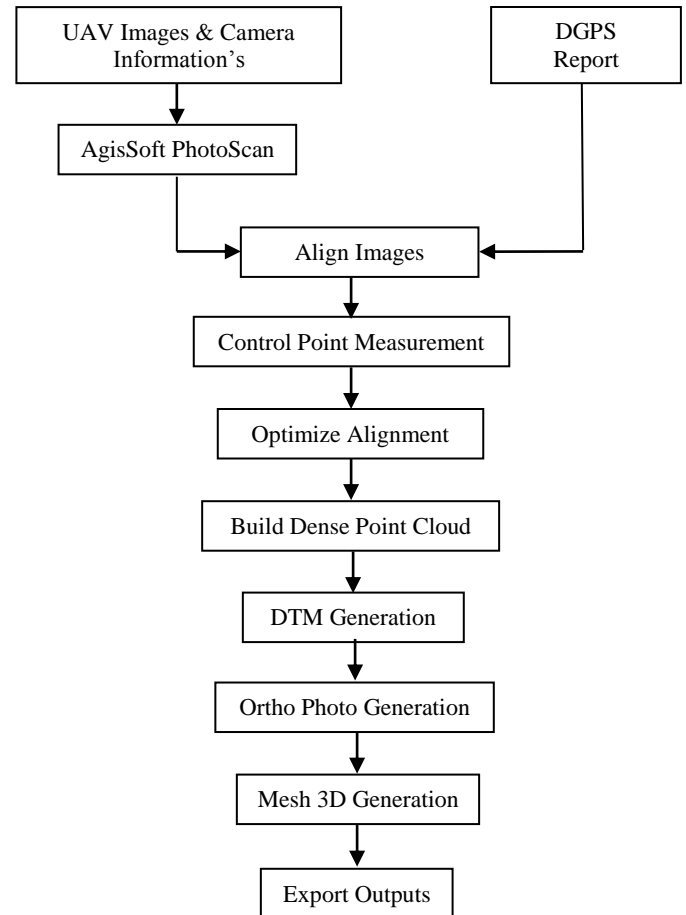 UAV Images & Camera
Information’s
DGPS
Report
AgisSoft PhotoScan
Align Images
Control Point Measurement
Optimize Alignment
Build Dense Point Cloud
DTM Generation
Ortho Photo Generation
Mesh 3D Generation
Export Outputs